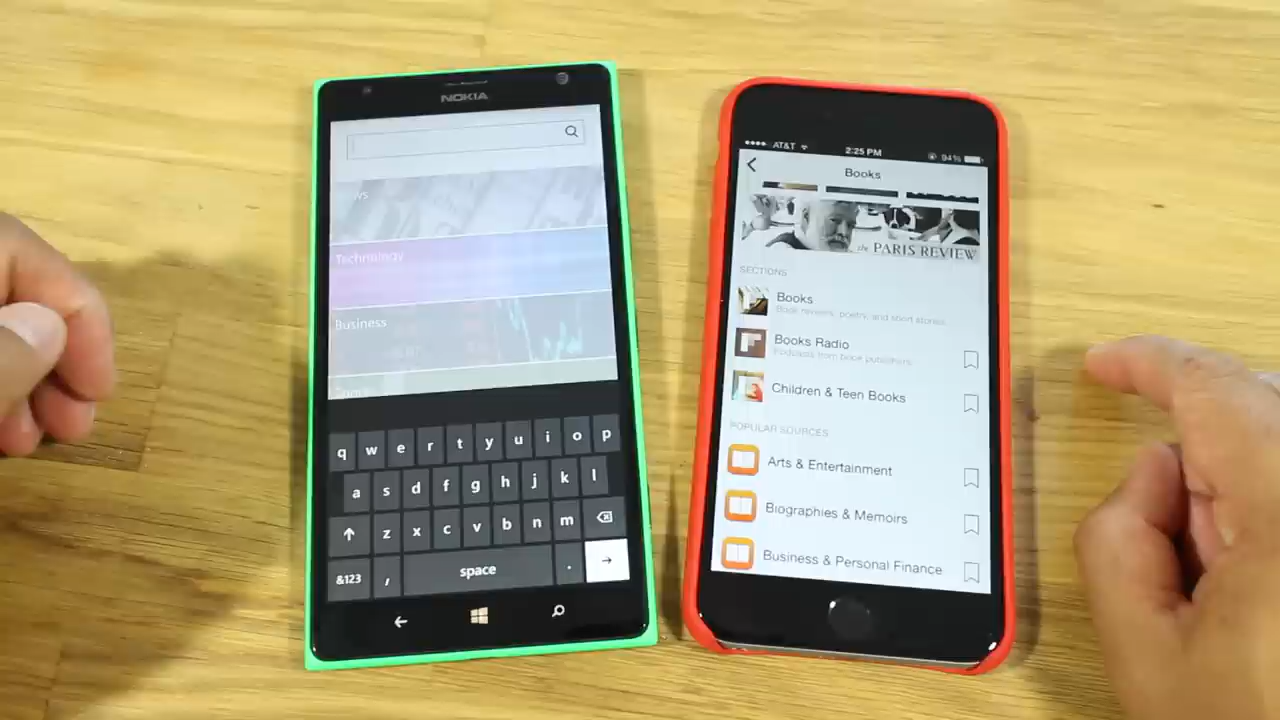 NOKIA
ws
Technology
Business
q w e r t y u i o p
a s d f g h j k l
z x c v b n m
&123 , space . →
AT&T 2:25 PM 94%
Books
the PARIS REVIEW
SECTIONS
Books
Book reviews, poetry, and short stories
Books Radio
Podcasts from book publishers
Children & Teen Books
POPULAR SOURCES
Arts & Entertainment
Biographies & Memoirs
Business & Personal Finance